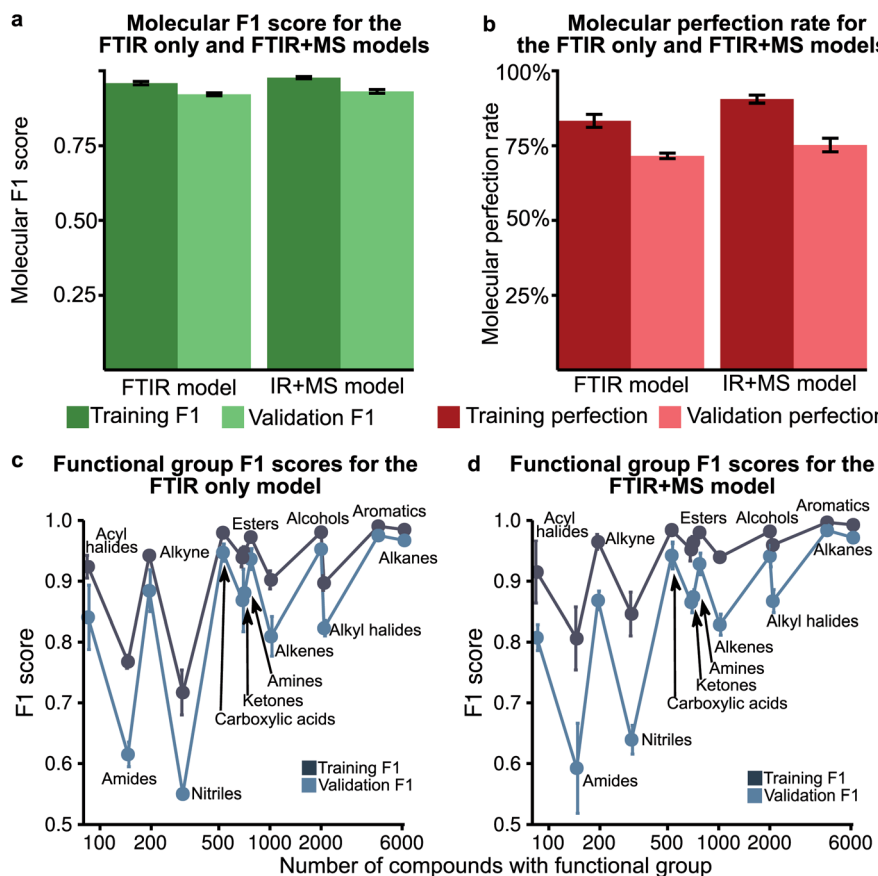 a
Molecular F1 score for the
FTIR only and FTIR+MS models
Molecular F1 score
0.75
0.50
0.25
FTIR model
IR+MS model
Training F1
Validation F1
b
Molecular perfection rate for
the FTIR only and FTIR+MS models
Molecular perfection rate
100%
75%
50%
25%
FTIR model
IR+MS model
Training perfection
Validation perfection
c
Functional group F1 scores for the
FTIR only model
F1 score
1.0
0.9
0.8
0.7
0.6
0.5
Acyl
halides
Alkyne
Esters
Alcohols
Aromatics
Alkanes
Alkyl halides
Alkenes
Amines
Ketones
Carboxylic acids
Amides
Nitriles
Training F1
Validation F1
100
200
500
1000
2000
6000
d
Functional group F1 scores for the
FTIR+MS model
F1 score
1.0
0.9
0.8
0.7
0.6
0.5
Acyl
halides
Alkyne
Esters
Alcohols
Aromatics
Alkanes
Alkyl halides
Alkenes
Amines
Ketones
Carboxylic acids
Nitriles
Amides
Training F1
Validation F1
100
200
500
1000
2000
6000
Number of compounds with functional group